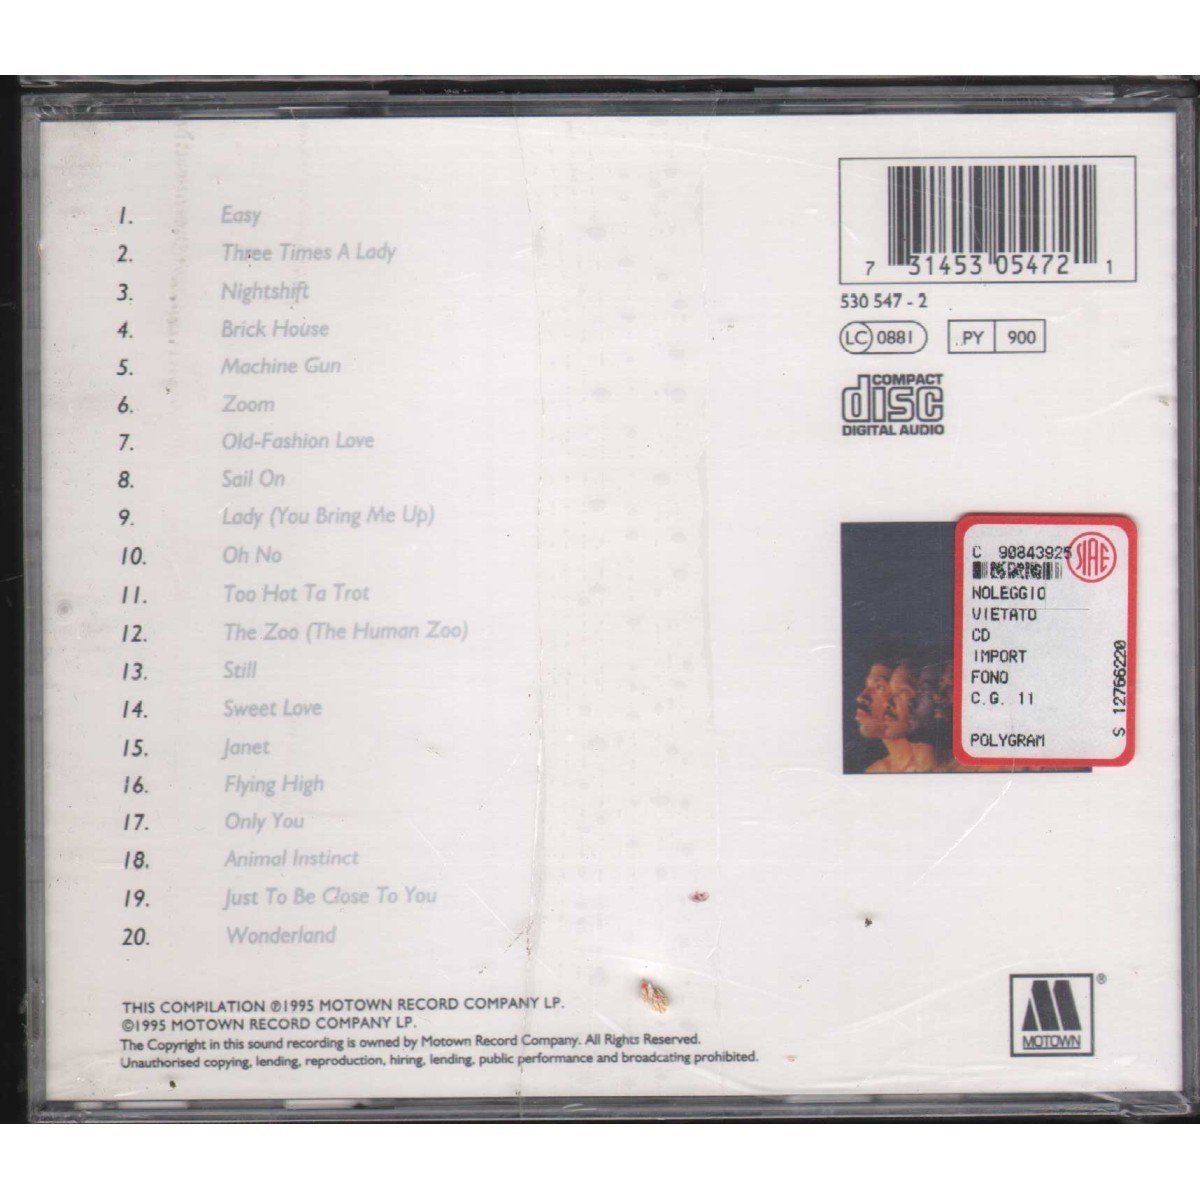 1. Easy
2. Three Times A Lady
3. Nightshift
4. Brick House
5. Machine Gun
6. Zoom
7. Old-Fashion Love
8. Sail On
9. Lady (You Bring Me Up)
10. Oh No
11. Too Hot Ta Trot
12. The Zoo (The Human Zoo)
13. Still
14. Sweet Love
15. Janet
16. Flying High
17. Only You
18. Animal Instinct
19. Just To Be Close To You
20. Wonderland
THIS COMPILATION ℗1995 MOTOWN RECORD COMPANY LP.
©1995 MOTOWN RECORD COMPANY LP.
The Copyright in this sound recording is owned by Motown Record Company. All Rights Reserved.
Unauthorised copying, lending, reproduction, hiring, lending, public performance and broadcating prohibited.
7 31453 05472 1
530 547 - 2
LC 0881 PY 900
COMPACT
disc
DIGITAL AUDIO
C 90843925
SIAE
NOLEGGIO
VIETATO
CD
IMPORT
FONO
C.G. 11
POLYGRAM
S 12766220
M ®
MOTOWN